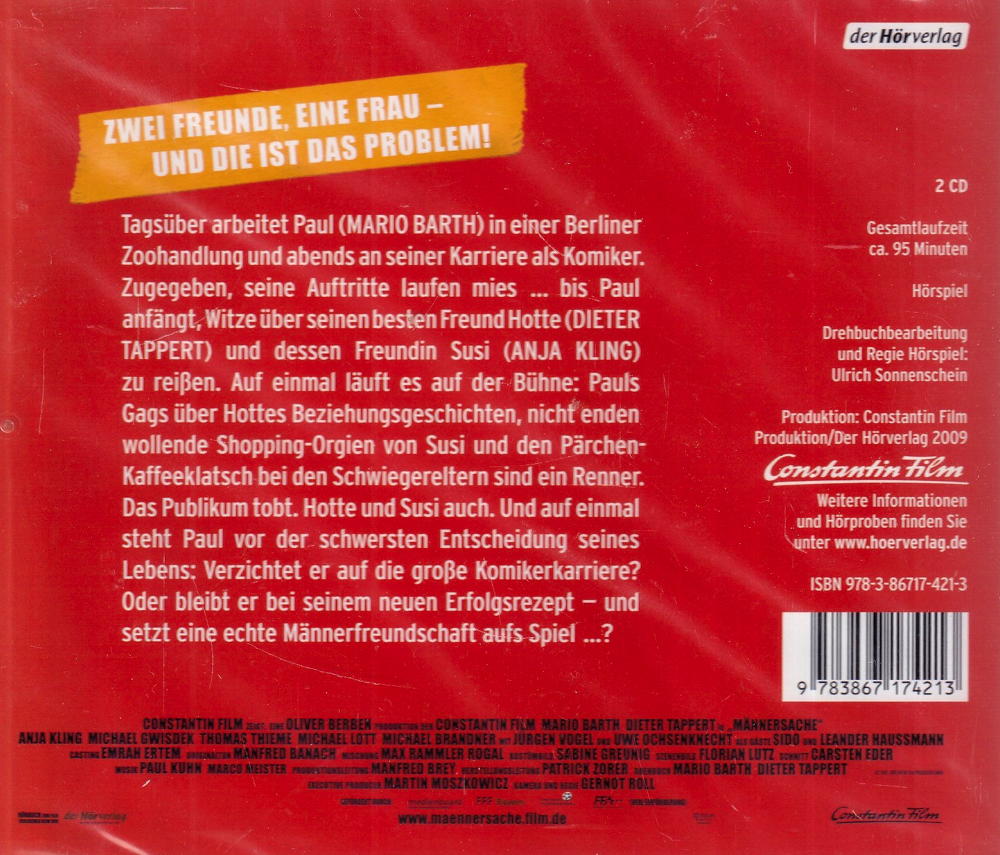 der Hörverlag
ZWEI FREUNDE, EINE FRAU –
UND DIE IST DAS PROBLEM!
Tagsüber arbeitet Paul (MARIO BARTH) in einer Berliner
Zoohandlung und abends an seiner Karriere als Komiker.
Zugegeben, seine Auftritte laufen mies ... bis Paul
anfängt, Witze über seinen besten Freund Hotte (DIETER
TAPPERT) und dessen Freundin Susi (ANJA KLING)
zu reißen. Auf einmal läuft es auf der Bühne: Pauls
Gags über Hottes Beziehungsgeschichten, nicht enden
wollende Shopping-Orgien von Susi und den Pärchen-
Kaffeeklatsch bei den Schwiegereltern sind ein Renner.
Das Publikum tobt. Hotte und Susi auch. Und auf einmal
steht Paul vor der schwersten Entscheidung seines
Lebens: Verzichtet er auf die große Komikerkarriere?
Oder bleibt er bei seinem neuen Erfolgsrezept – und
setzt eine echte Männerfreundschaft aufs Spiel ...?
2 CD
Gesamtlaufzeit
ca. 95 Minuten
Hörspiel
Drehbuchbearbeitung
und Regie Hörspiel:
Ulrich Sonnenschein
Produktion: Constantin Film
Produktion/Der Hörverlag 2009
Constantin Film
Weitere Informationen
und Hörproben finden Sie
unter www.hoerverlag.de
ISBN 978-3-86717-421-3
9 783867 174213
CONSTANTIN FILM ZEIGT EINE OLIVER BERBEN PRODUKTION DER CONSTANTIN FILM MARIO BARTH DIETER TAPPERT in „MÄNNERSACHE“
ANJA KLING MICHAEL GWISDEK THOMAS THIEME MICHAEL LOTT MICHAEL BRANDNER MIT JÜRGEN VOGEL UND UWE OCHSENKNECHT ALS GÄSTE SIDO UND LEANDER HAUSSMANN
CASTING EMRAH ERTEM ORIGINALTON MANFRED BANACH MISCHUNG MAX RAMMLER ROGAL KOSTÜMBILD SABINE GREUNIG SZENENBILD FLORIAN LUTZ SCHNITT CARSTEN EDER
MUSIK PAUL KUHN MARCO MEISTER PRODUKTIONSLEITUNG MANFRED BREY HERSTELLUNGSLEITUNG PATRICK ZORER DREHBUCH MARIO BARTH DIETER TAPPERT
EXECUTIVE PRODUCER MARTIN MOSZKOWICZ KAMERA UND REGIE GERNOT ROLL
GEFÖRDERT DURCH medienboard FFF Bayern FFA
www.maennersache.film.de
der Hörverlag
Constantin Film